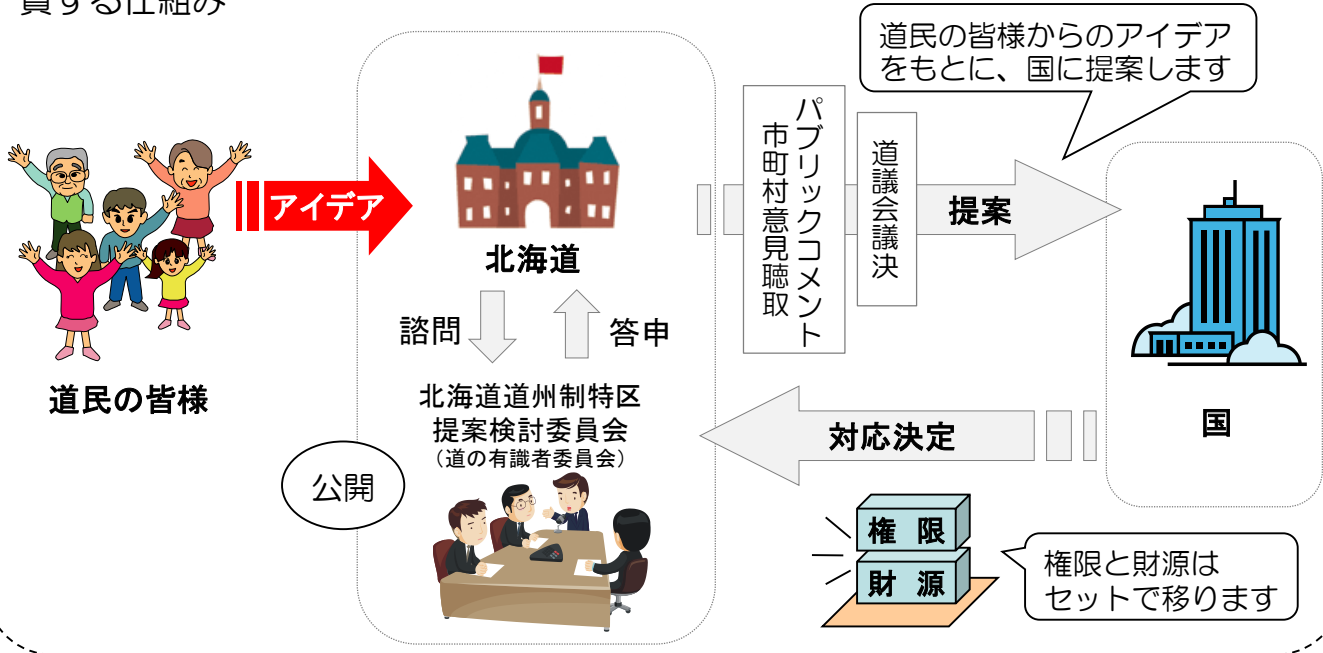 資する仕組み
道民の皆様からのアイデア
をもとに、国に提案します
アイデア
道民の皆様
北海道
諮問
答申
北海道道州制特区
提案検討委員会
（道の有識者委員会）
公開
パブリックコメント
市町村意見聴取
道議会議決
提案
国
対応決定
権限
財源
権限と財源は
セットで移ります